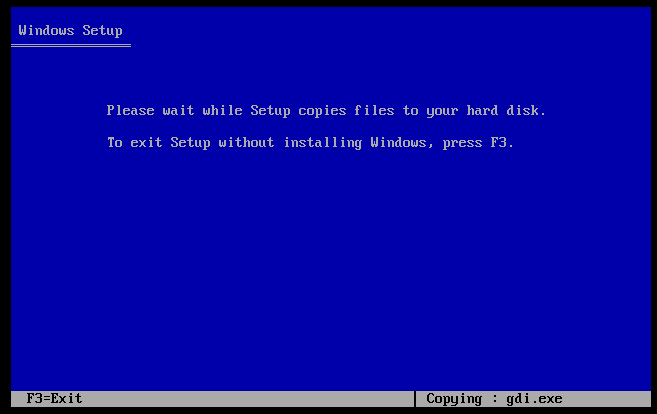 Windows Setup
Please wait while Setup copies files to your hard disk.
To exit Setup without installing Windows, press F3.
F3=Exit
Copying : gdi.exe